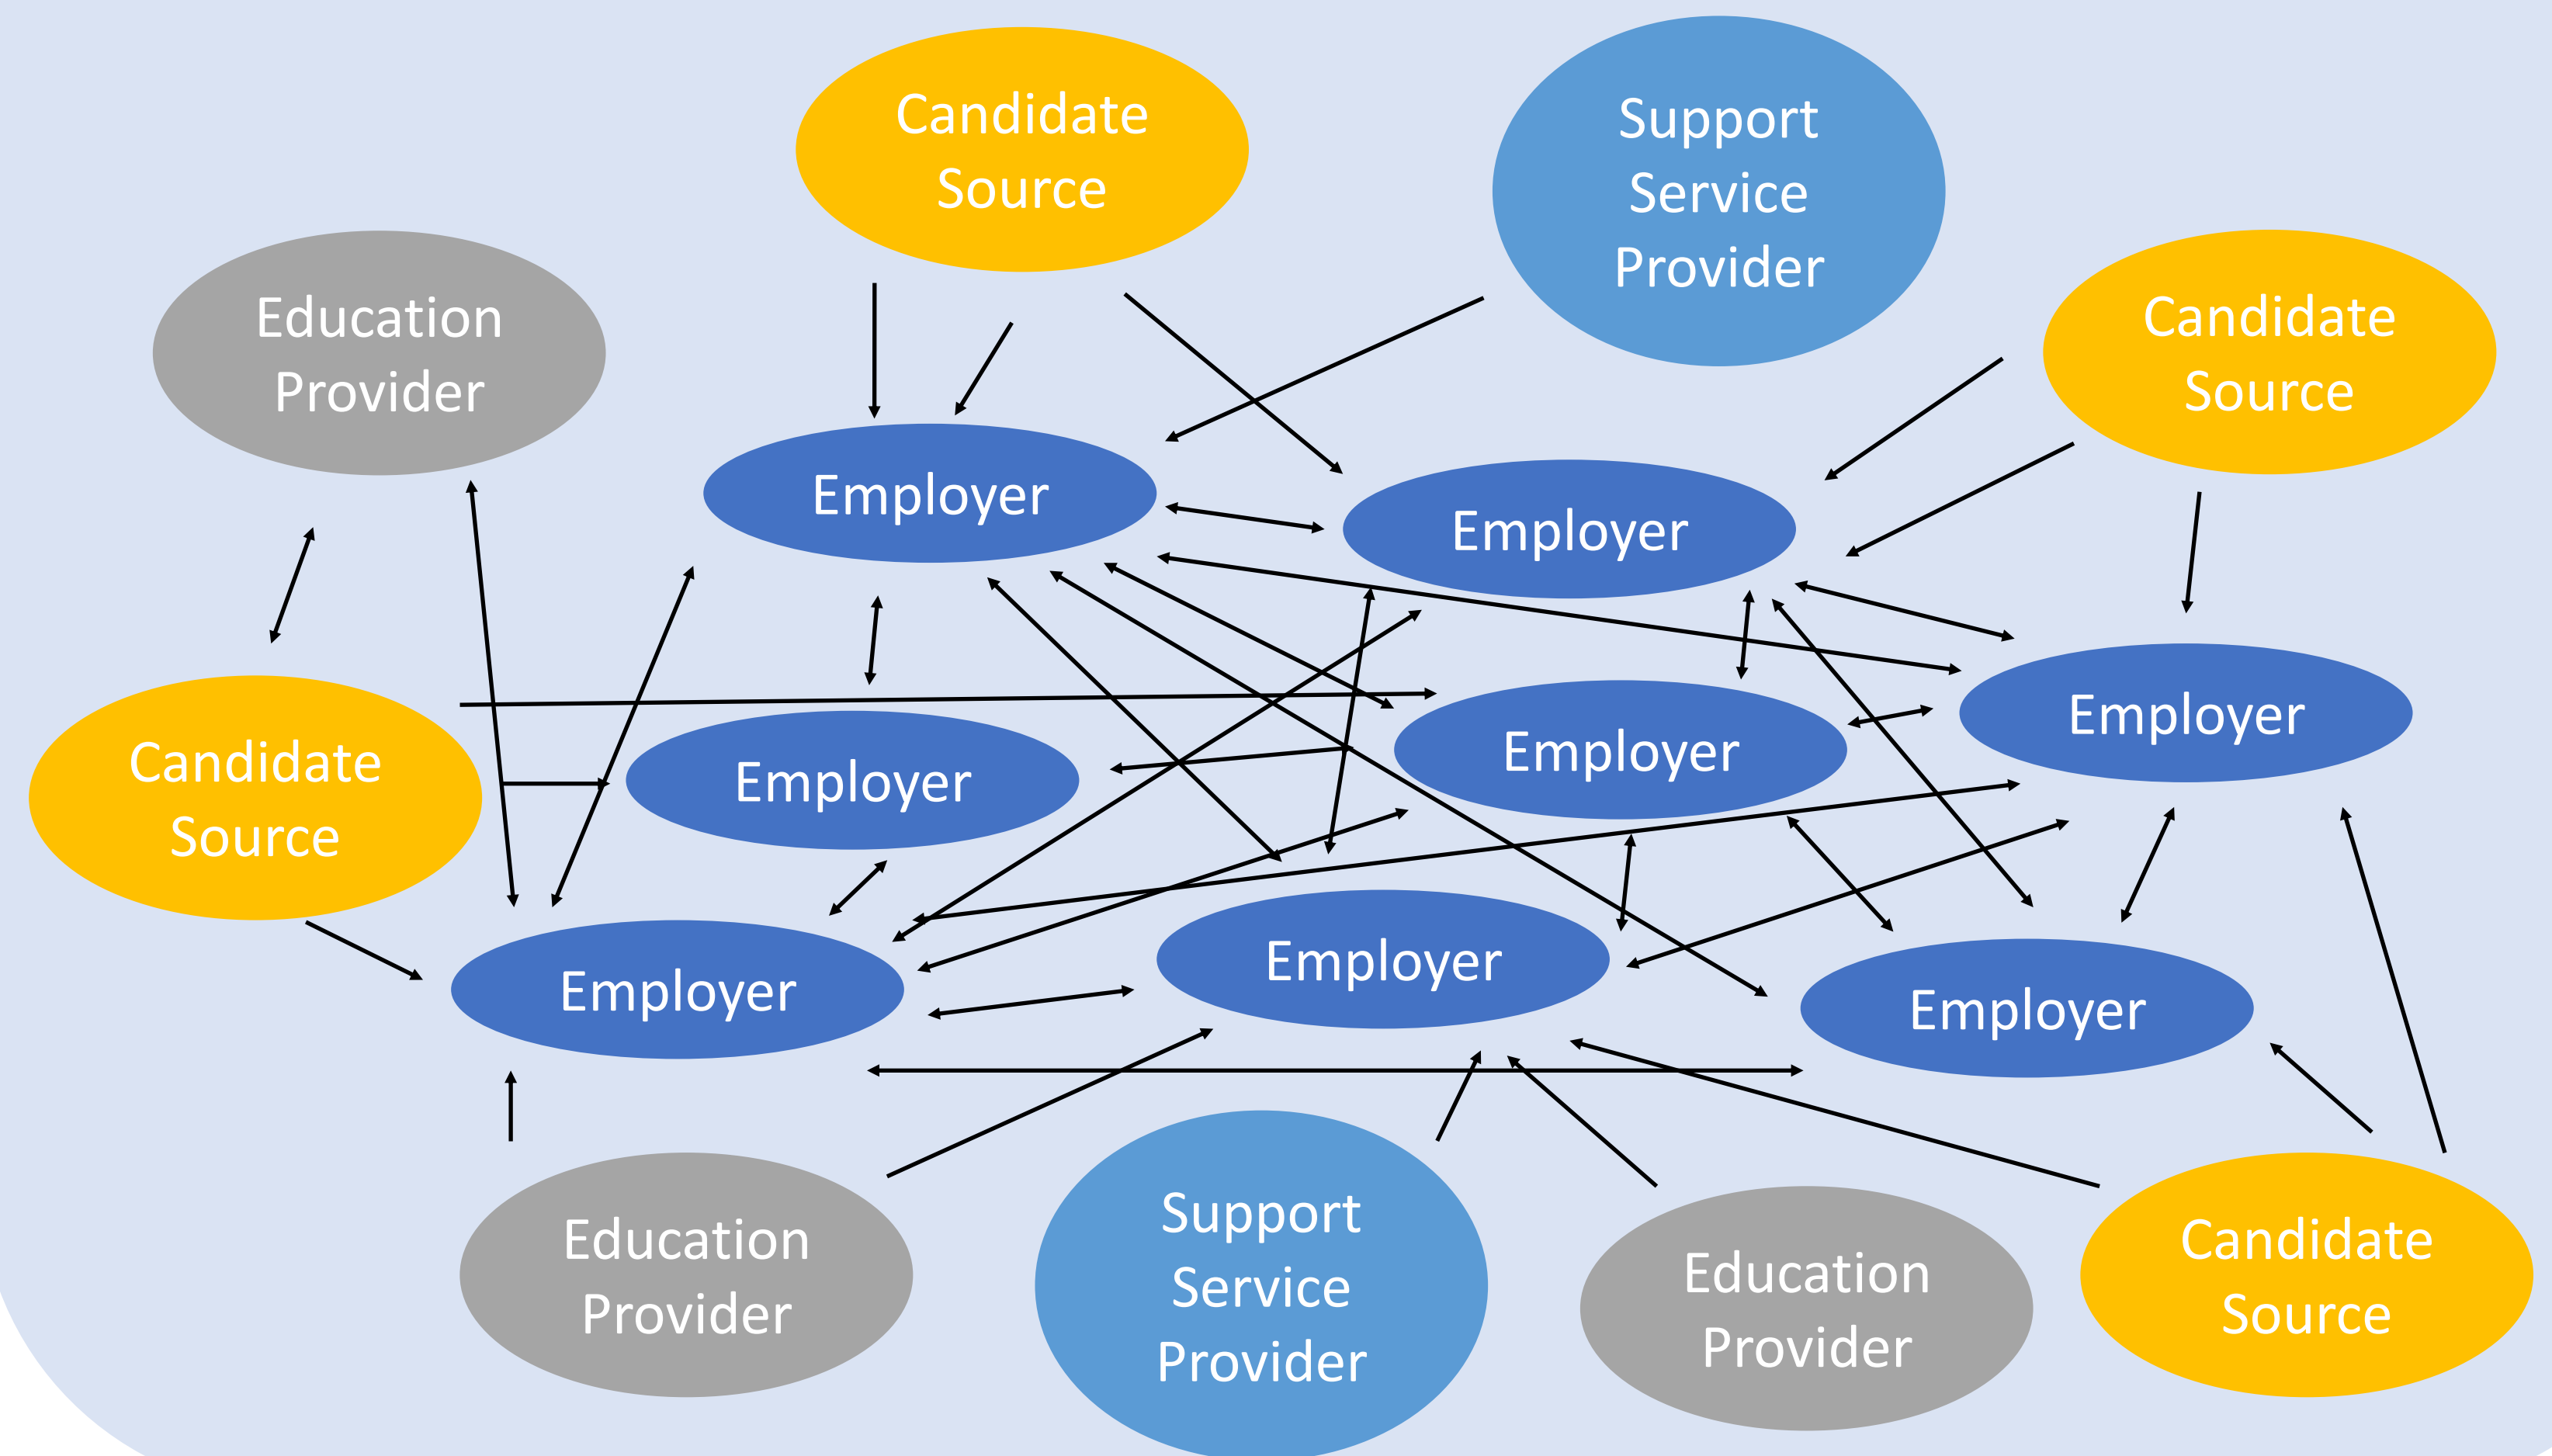 Candidate
Source
Support
Service
Provider
Education
Provider
Candidate
Source
Employer
Employer
Employer
Candidate
Source
Employer
Employer
Employer
Employer
Employer
Education
Provider
Support
Service
Provider
Education
Provider
Candidate
Source